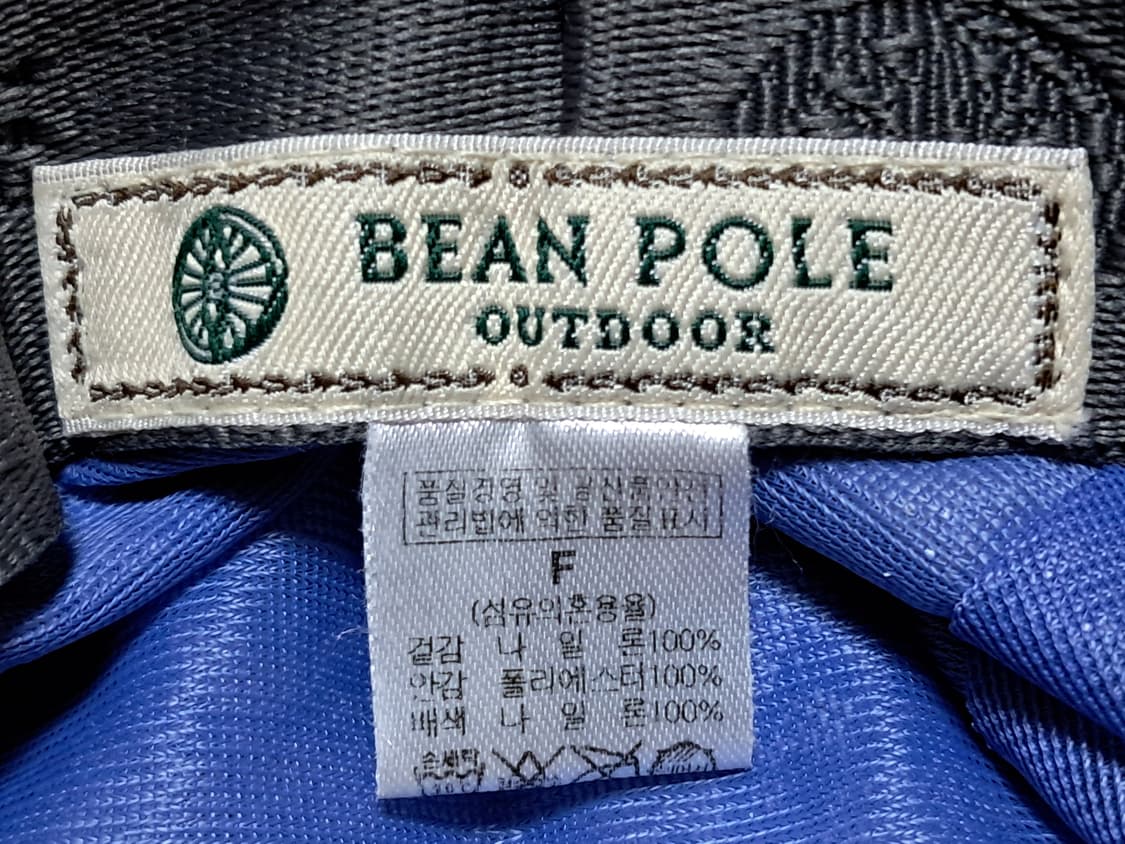 BEAN POLE
OUTDOOR
품질경영 및 공산품안전
관리법에 의한 품질표시
F
(섬유의혼용율)
겉감 나 일 론100%
안감 폴리에스터100%
배색 나 일 론100%
손세탁